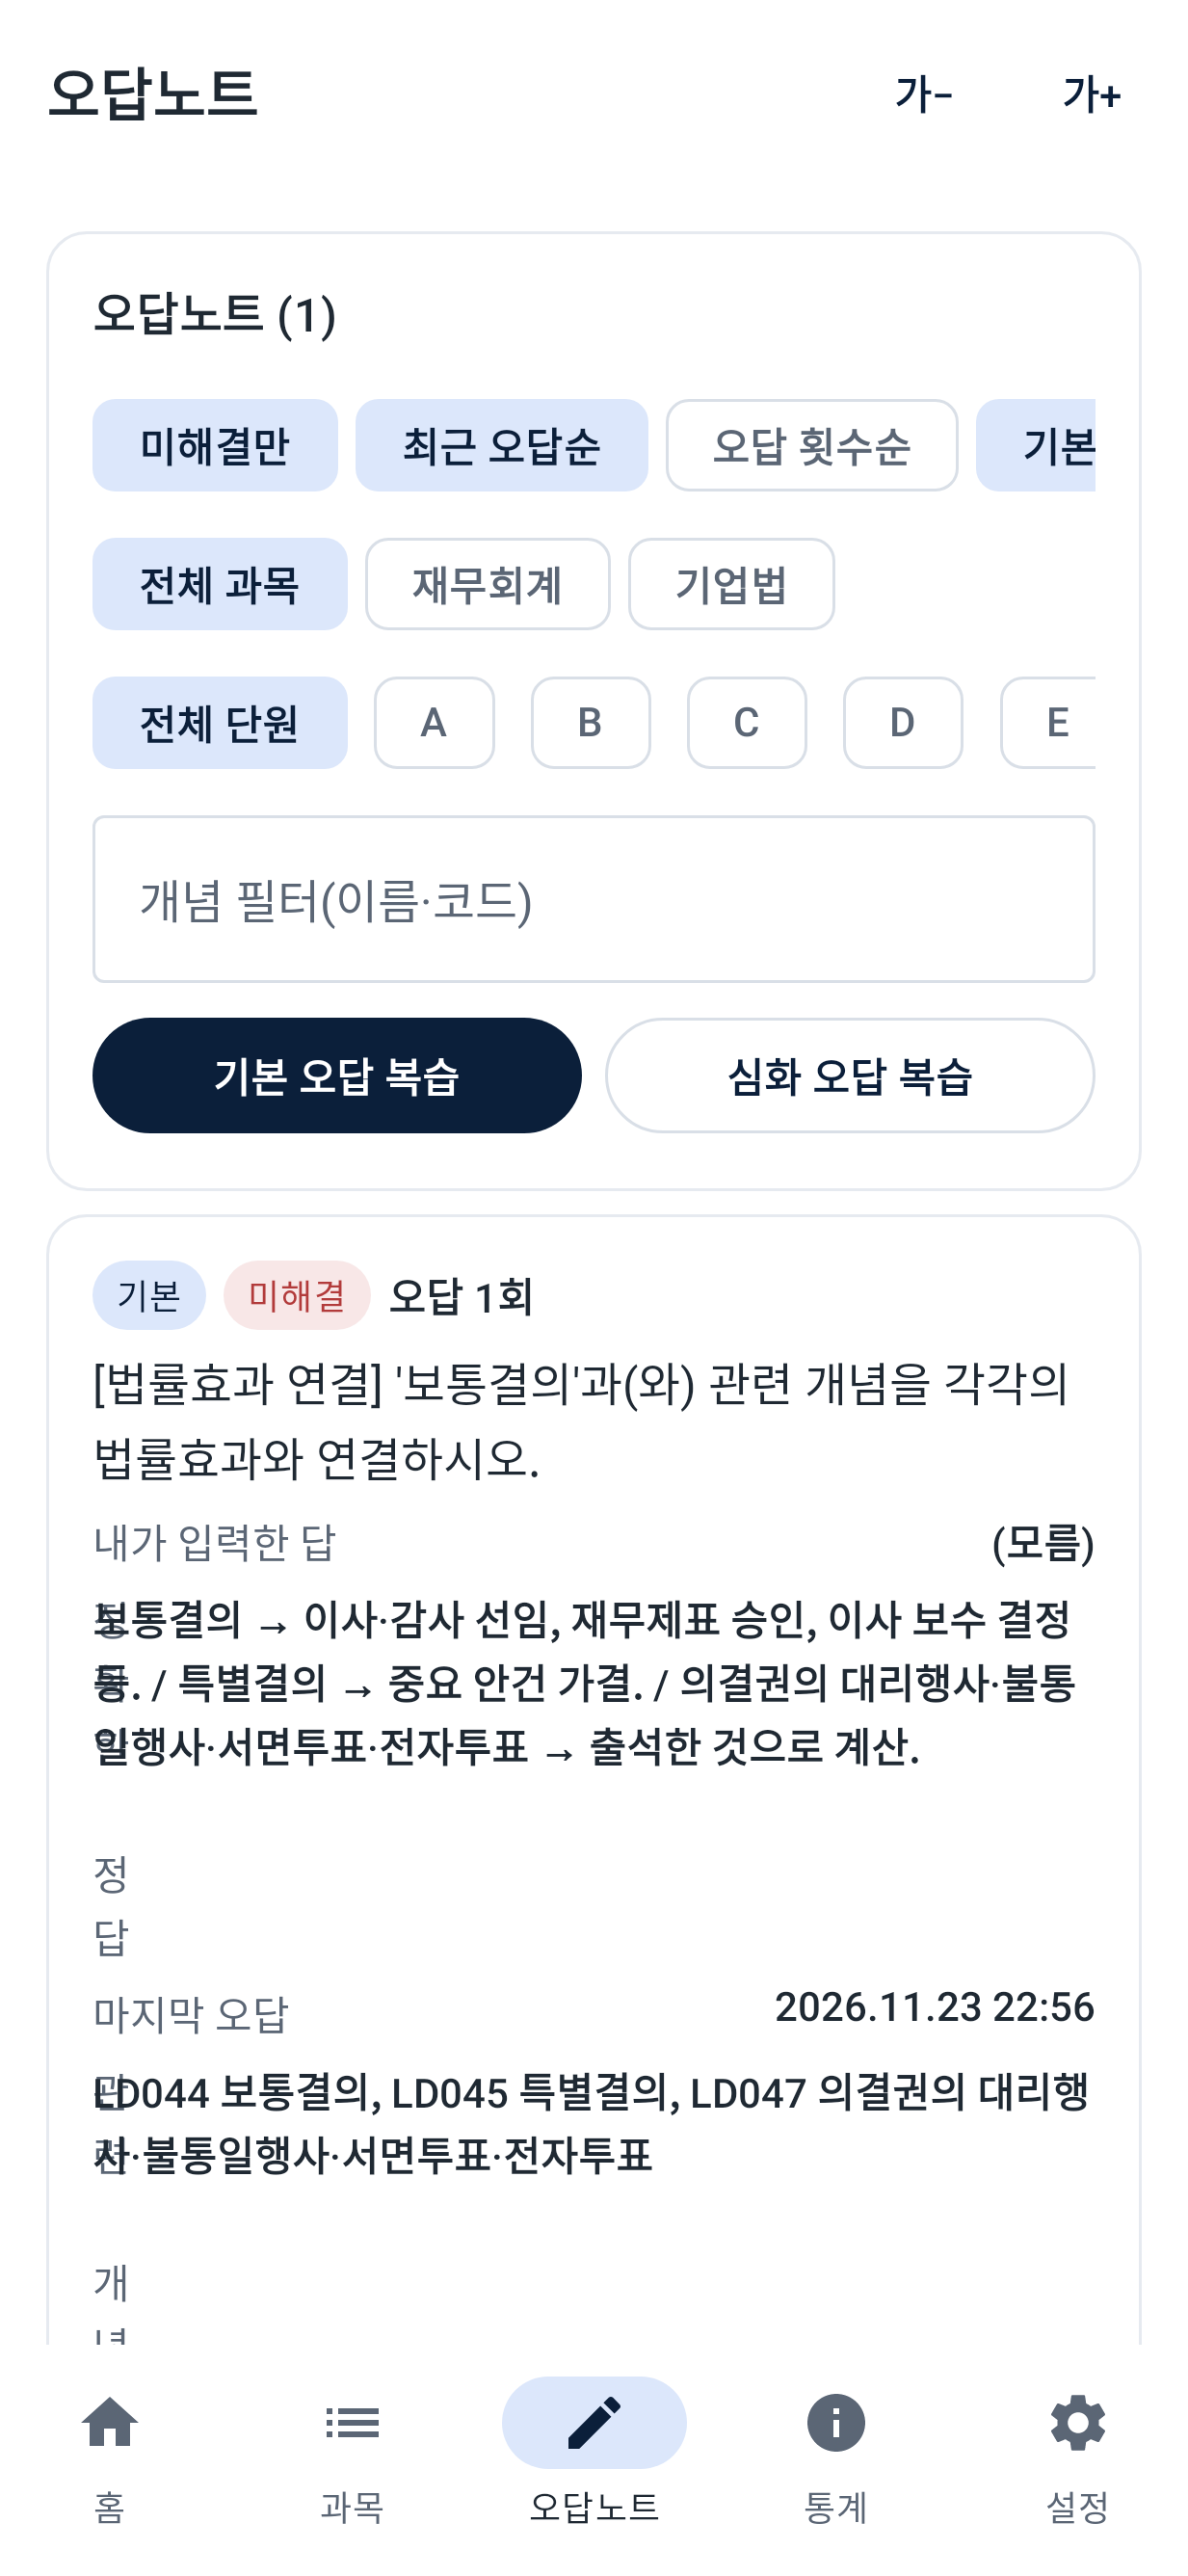 오답노트
가-
가+
오답노트 (1)
미해결만
최근 오답순
오답 횟수순
기본
전체 과목
재무회계
기업법
전체 단원
A
B
C
D
E
개념 필터(이름·코드)
기본 오답 복습
심화 오답 복습
기본
미해결
오답 1회
[법률효과 연결] '보통결의'과(와) 관련 개념을 각각의
법률효과와 연결하시오.
내가 입력한 답
(모름)
보통결의 → 이사·감사 선임, 재무제표 승인, 이사 보수 결정
등. / 특별결의 → 중요 안건 가결. / 의결권의 대리행사·불통
일행사·서면투표·전자투표 → 출석한 것으로 계산.
정
답
마지막 오답
2026.11.23 22:56
LD044 보통결의, LD045 특별결의, LD047 의결권의 대리행
사·불통일행사·서면투표·전자투표
개
홈
과목
오답노트
통계
설정